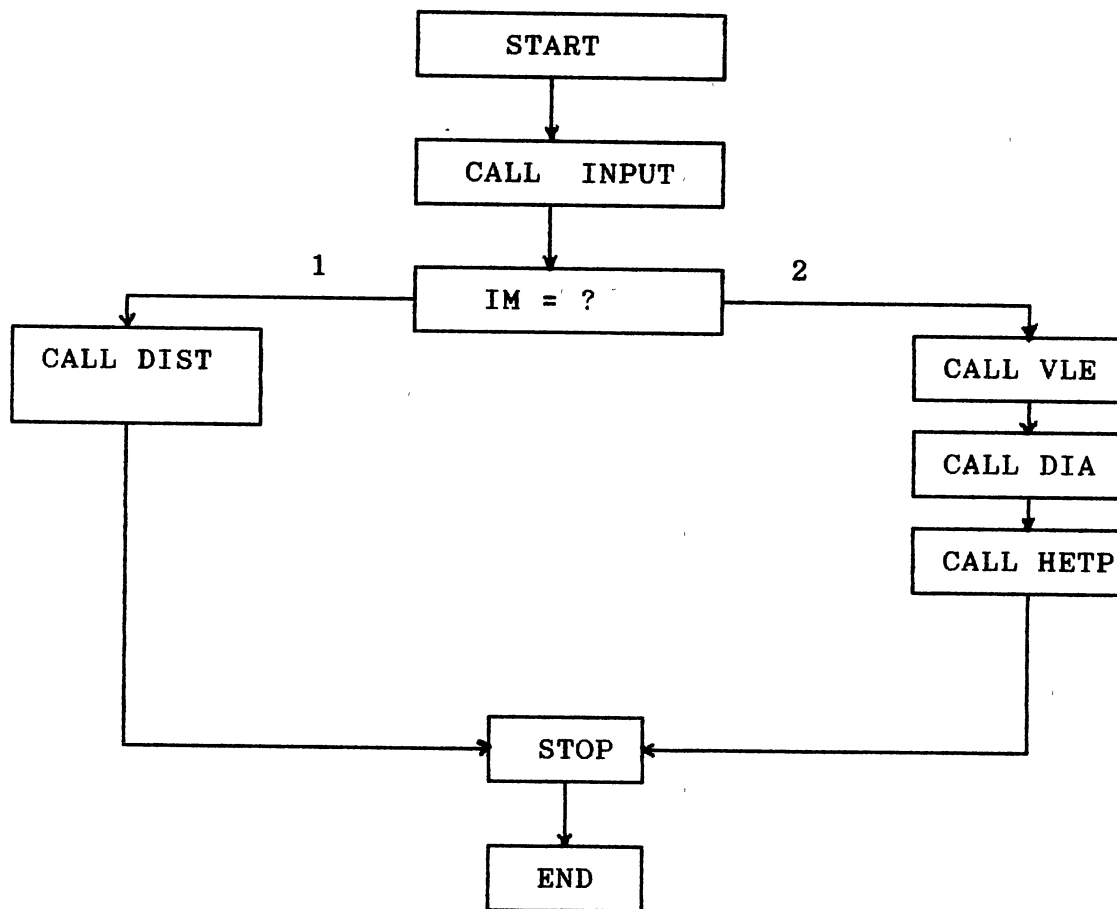 START
CALL INPUT
1
IM = ?
2
CALL DIST
CALL VLE
CALL DIA
CALL HETP
STOP
END